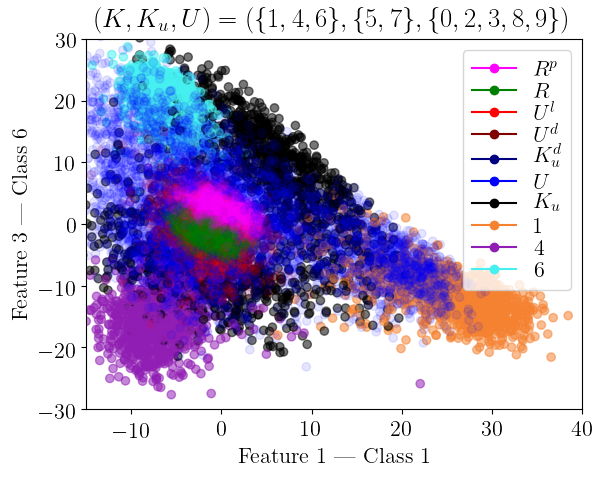 (K, K_u, U) = ({1, 4, 6}, {5, 7}, {0, 2, 3, 8, 9})
30
20
10
0
−10
−20
−30
Feature 3 — Class 6
R^p
R
U^l
U^d
K_u^d
U
K_u
1
4
6
−10
0
10
20
30
40
Feature 1 — Class 1